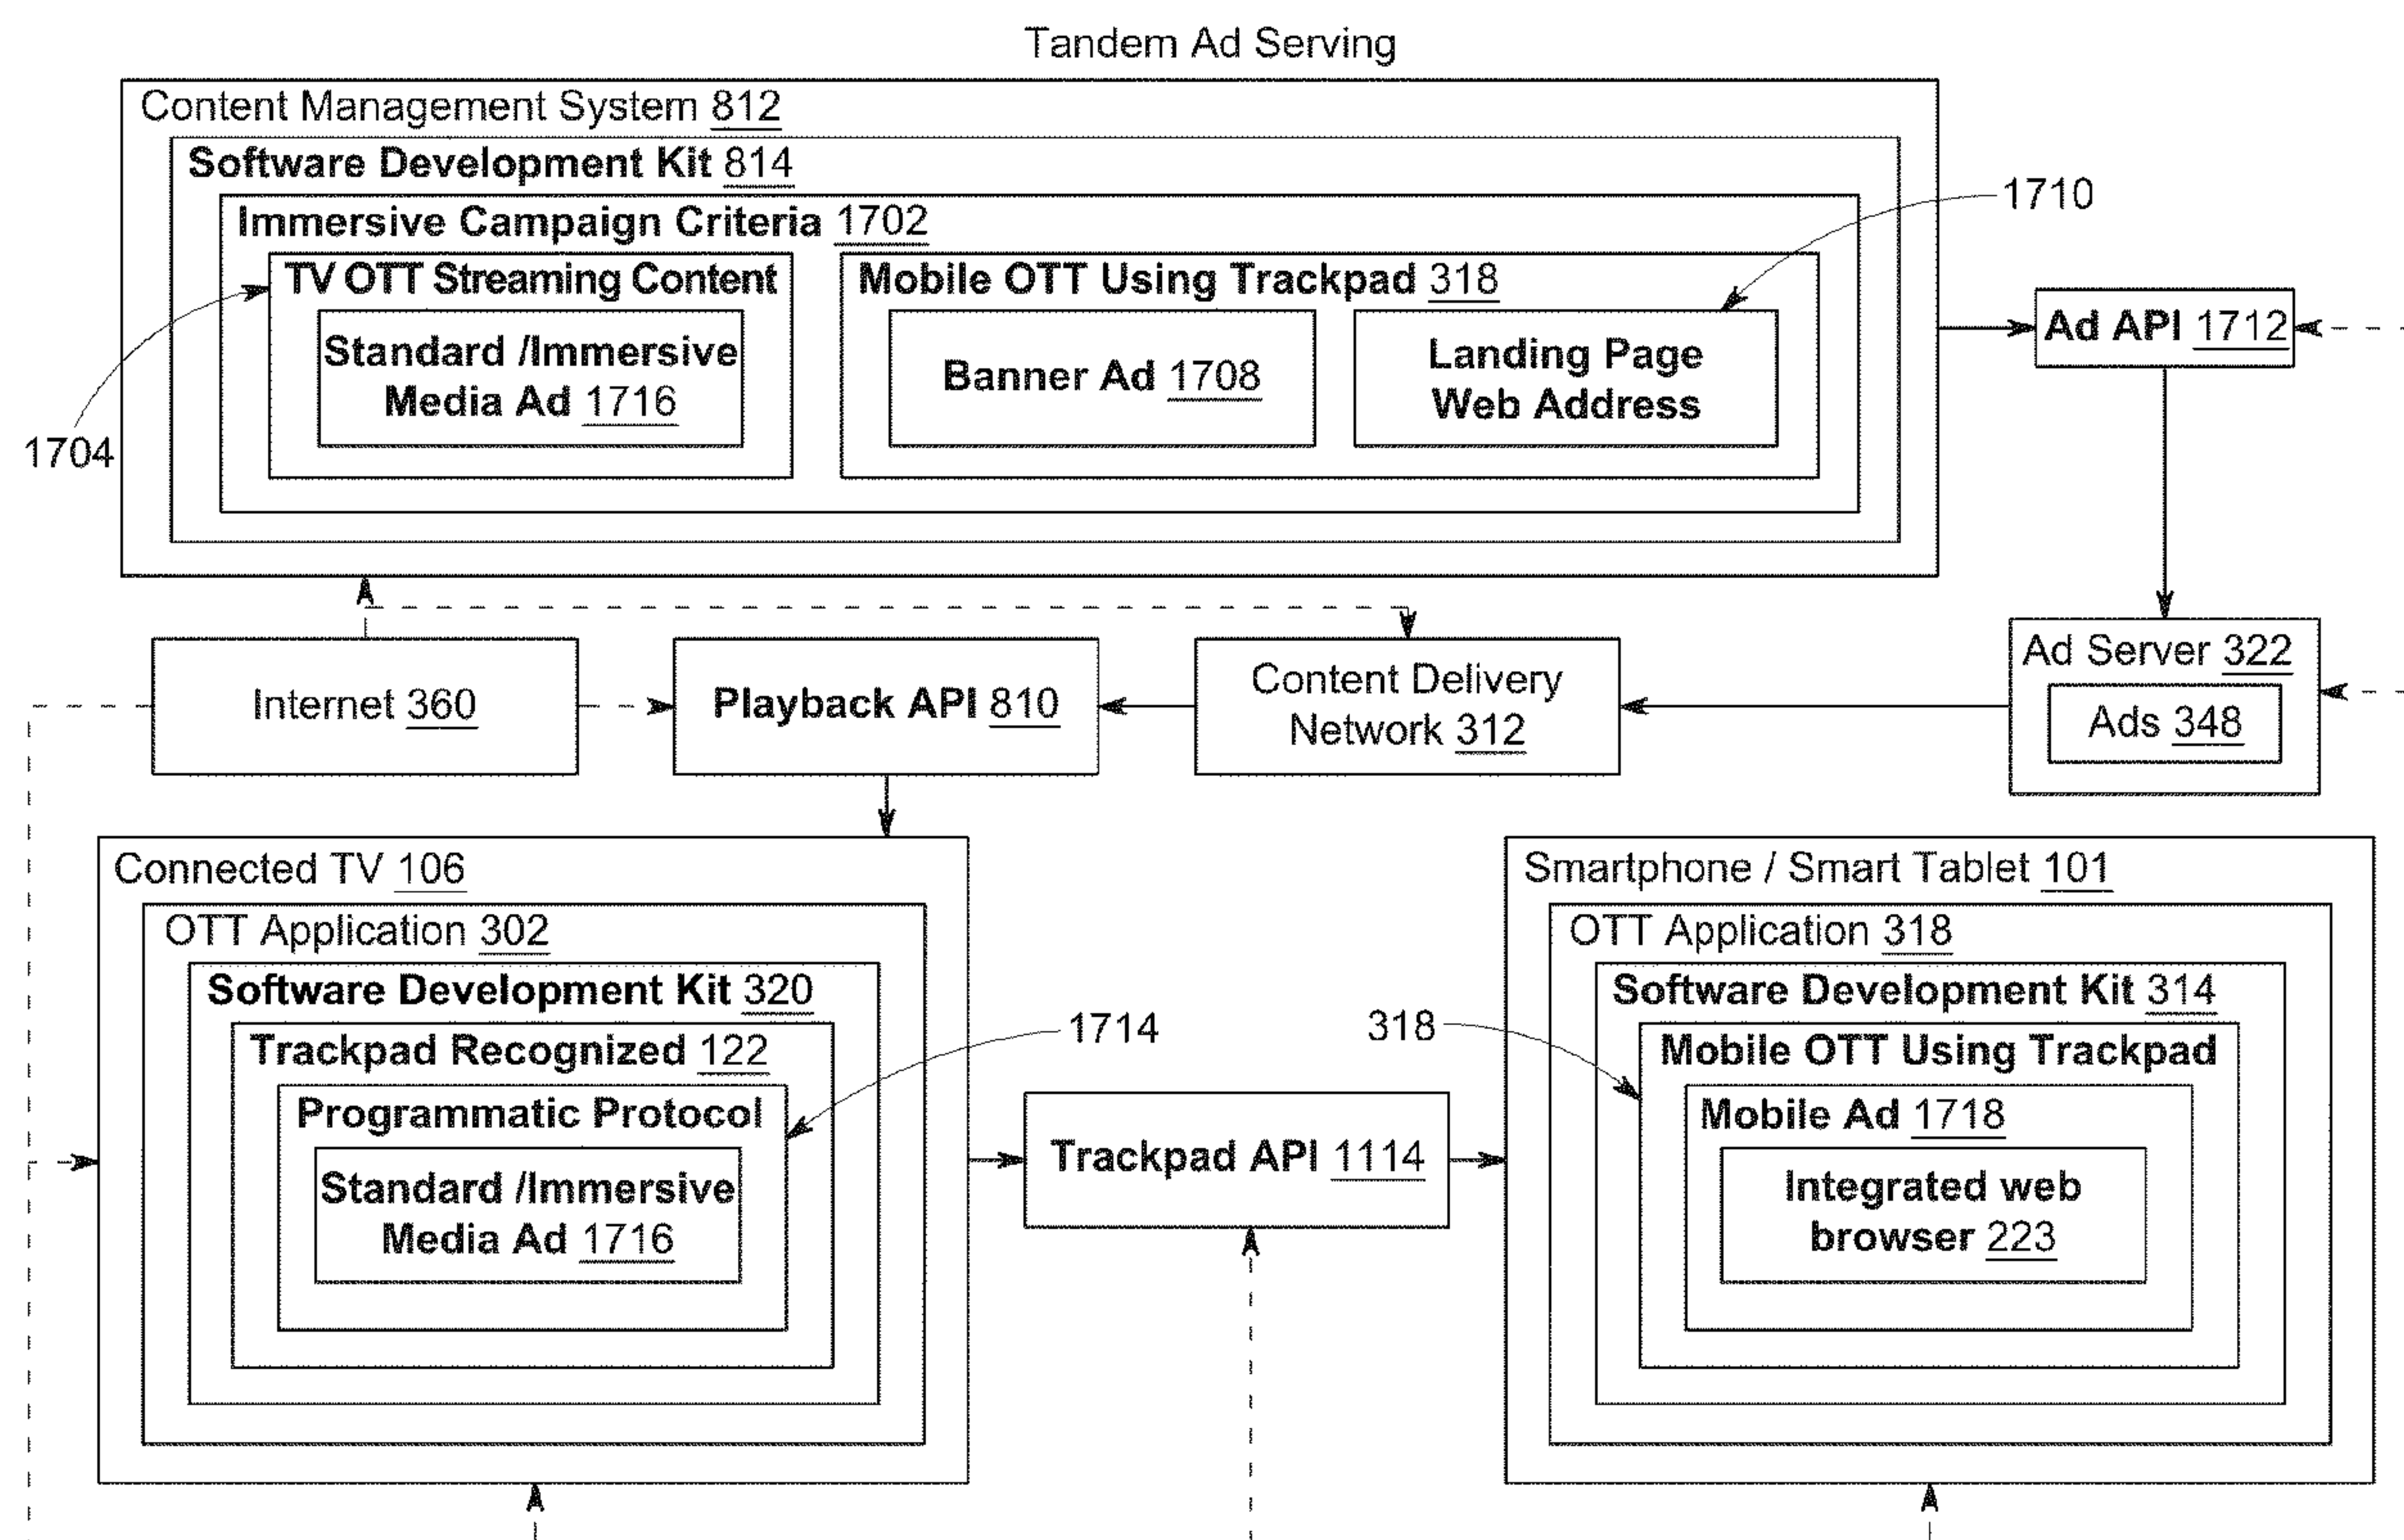 Tandem Ad Serving
Content Management System 812
Software Development Kit 814
1710
Immersive Campaign Criteria 1702
TV OTT Streaming Content
Mobile OTT Using Trackpad 318
Standard /Immersive
Media Ad 1716
Banner Ad 1708
Landing Page
Web Address
Ad API 1712
1704
Internet 360
Playback API 810
Content Delivery
Network 312
Ad Server 322
Ads 348
Connected TV 106
OTT Application 302
Software Development Kit 320
Trackpad Recognized 122
1714
Programmatic Protocol
Standard /Immersive
Media Ad 1716
Trackpad API 1114
Smartphone / Smart Tablet 101
OTT Application 318
Software Development Kit 314
318
Mobile OTT Using Trackpad
Mobile Ad 1718
Integrated web
browser 223